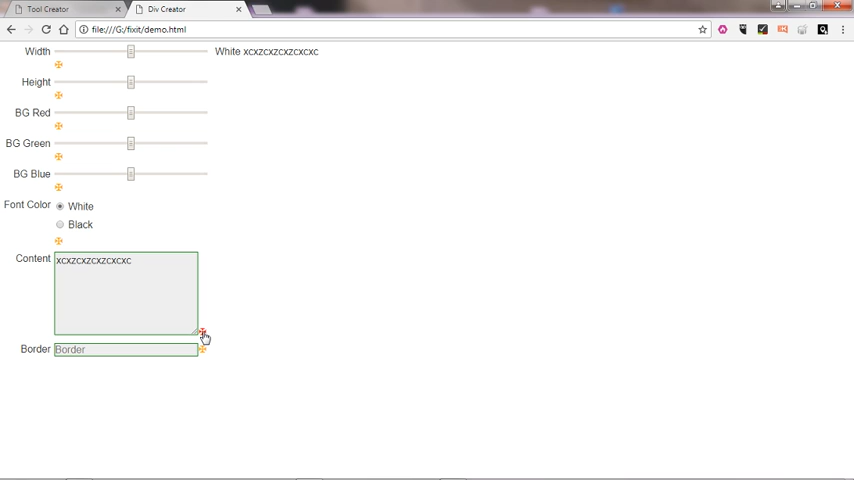 Tool Creator
Div Creator
file:///G:/fixit/demo.html
Width
White xcxzcxzcxzcxcxc
Height
BG Red
BG Green
BG Blue
Font Color
White
Black
Content
xcxzcxzcxzcxcxc
Border
Border